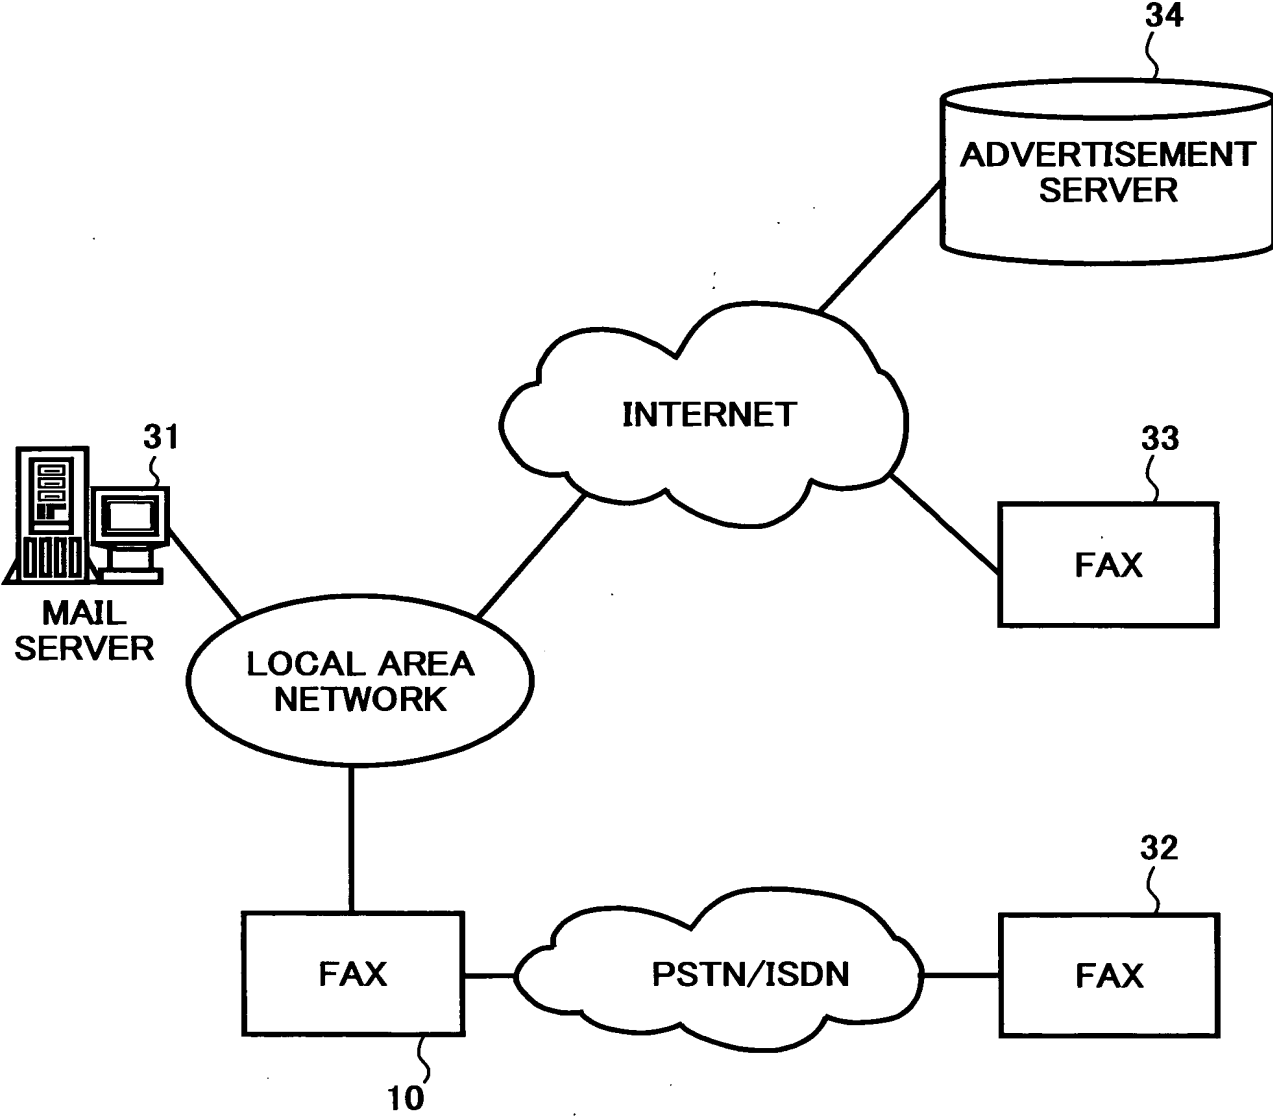 34
ADVERTISEMENT
SERVER
INTERNET
31
33
FAX
MAIL
SERVER
LOCAL AREA
NETWORK
32
FAX
PSTN/ISDN
FAX
10